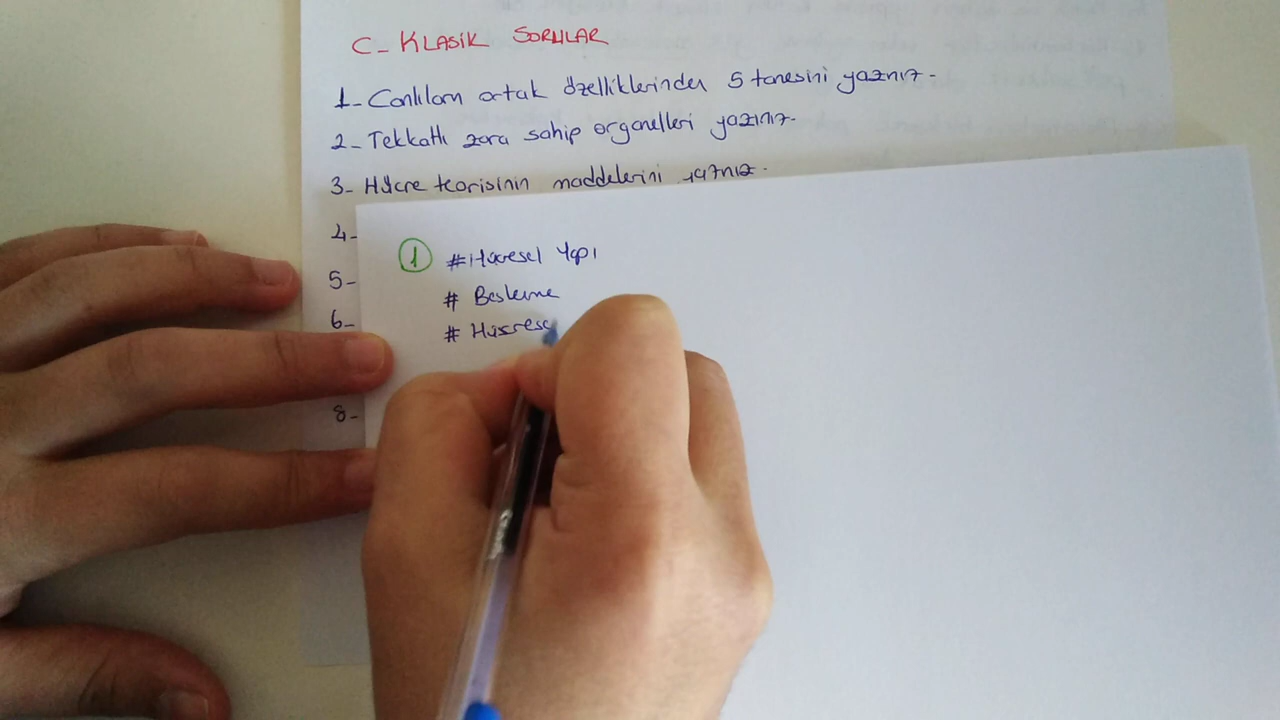 C- KLASİK SORULAR
1- Canlıların ortak özelliklerinden 5 tanesini yazınız.
2- Tekkatlı zara sahip organelleri yazınız.
3- Hücre teorisinin maddelerini yazınız.
4-
5-
6-
8-
1 # Hücresel Yapı
# Beslenme
# Hücrese